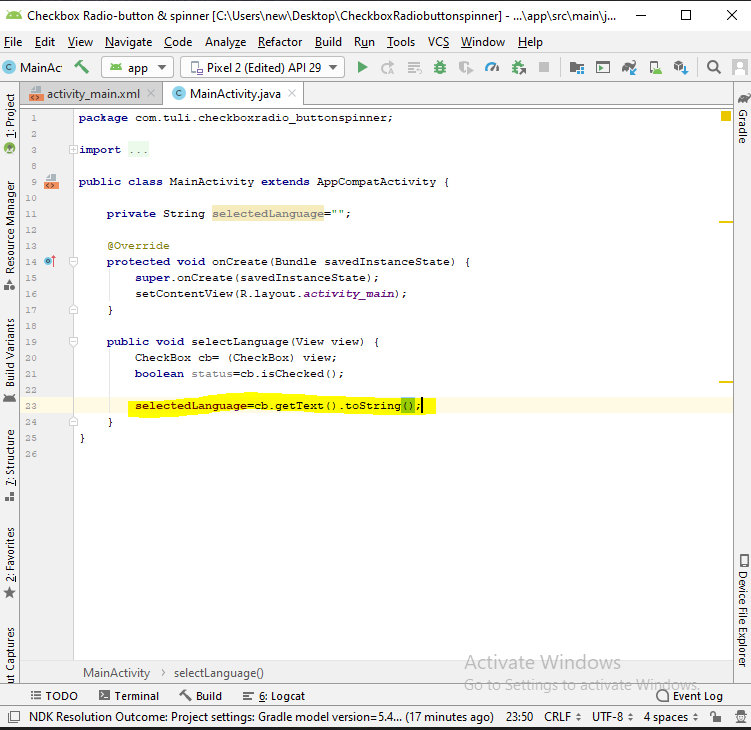 Checkbox Radio-button & spinner [C:\Users\new\Desktop\CheckboxRadiobuttonspinner] - ...\app\src\main\j...
File Edit View Navigate Code Analyze Refactor Build Run Tools VCS Window Help
MainAc app Pixel 2 (Edited) API 29
activity_main.xml MainActivity.java
1 package com.tuli.checkboxradio_buttonspinner;
2
3 import ...
8
9 public class MainActivity extends AppCompatActivity {
10
11 private String selectedLanguage="";
12
13 @Override
14 protected void onCreate(Bundle savedInstanceState) {
15 super.onCreate(savedInstanceState);
16 setContentView(R.layout.activity_main);
17 }
18
19 public void selectLanguage(View view) {
20 CheckBox cb= (CheckBox) view;
21 boolean status=cb.isChecked();
22
23 selectedLanguage=cb.getText().toString();
24 }
25 }
26
1: Project
Resource Manager
Build Variants
7: Structure
2: Favorites
ut Captures
Gradle
Device File Explorer
Activate Windows
Go to Settings to activate Windows.
MainActivity › selectLanguage()
TODO Terminal Build 6: Logcat Event Log
NDK Resolution Outcome: Project settings: Gradle model version=5.4... (17 minutes ago) 23:50 CRLF UTF-8 4 spaces